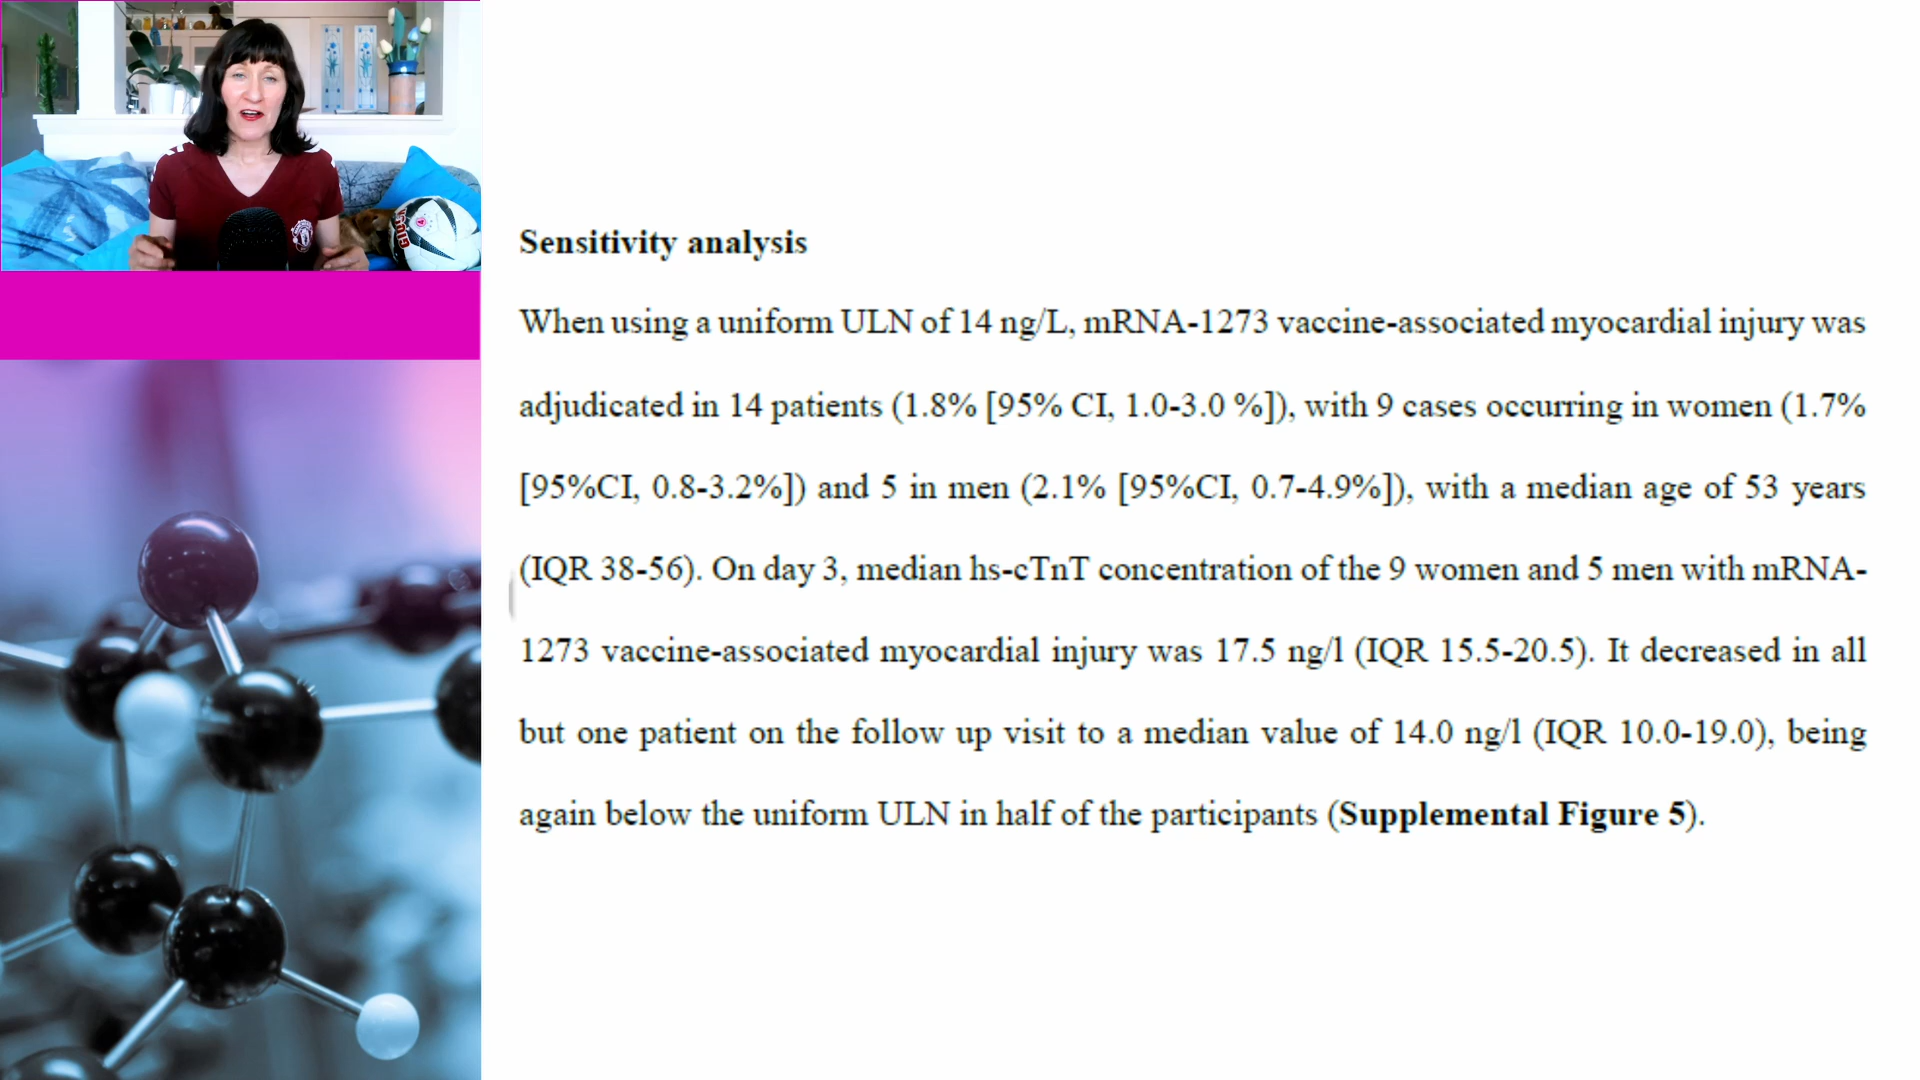 Sensitivity analysis
When using a uniform ULN of 14 ng/L, mRNA-1273 vaccine-associated myocardial injury was
adjudicated in 14 patients (1.8% [95% CI, 1.0-3.0 %]), with 9 cases occurring in women (1.7%
[95%CI, 0.8-3.2%]) and 5 in men (2.1% [95%CI, 0.7-4.9%]), with a median age of 53 years
(IQR 38-56). On day 3, median hs-cTnT concentration of the 9 women and 5 men with mRNA-
1273 vaccine-associated myocardial injury was 17.5 ng/l (IQR 15.5-20.5). It decreased in all
but one patient on the follow up visit to a median value of 14.0 ng/l (IQR 10.0-19.0), being
again below the uniform ULN in half of the participants (Supplemental Figure 5).